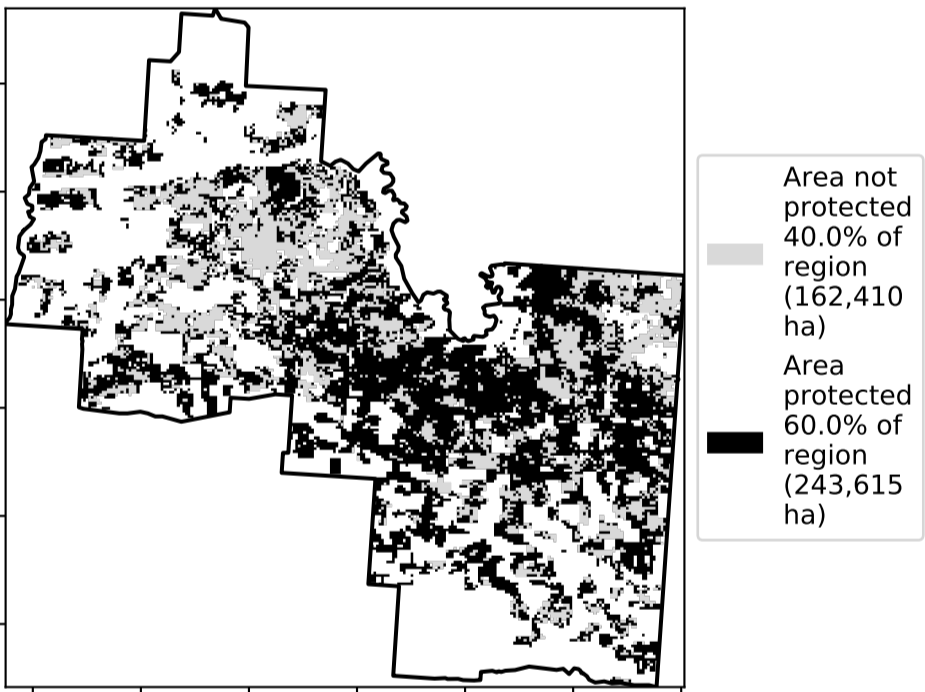 Area not
protected
40.0% of
region
(162,410
ha)
Area
protected
60.0% of
region
(243,615
ha)